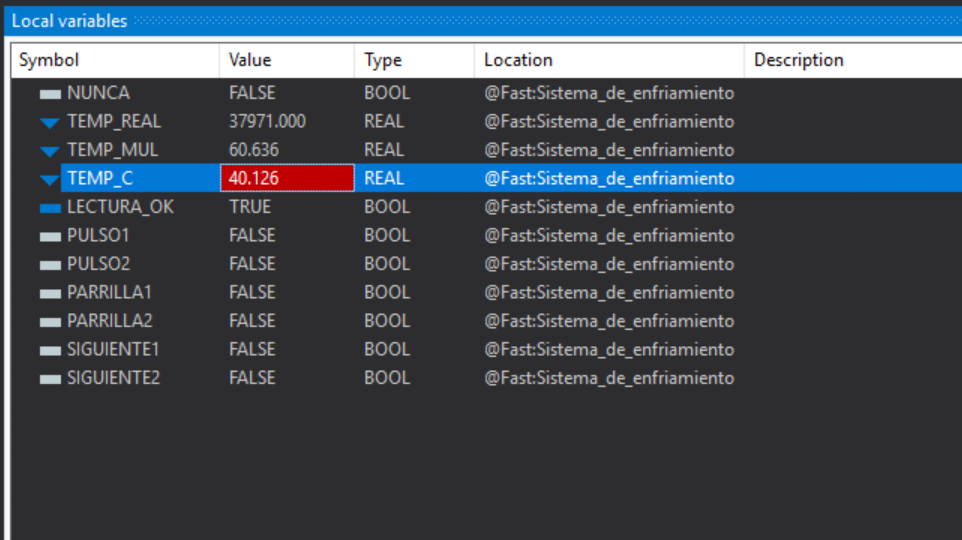 Local variables
Symbol Value Type Location Description
NUNCA FALSE BOOL @Fast:Sistema_de_enfriamiento
TEMP_REAL 37971.000 REAL @Fast:Sistema_de_enfriamiento
TEMP_MUL 60.636 REAL @Fast:Sistema_de_enfriamiento
TEMP_C 40.126 REAL @Fast:Sistema_de_enfriamiento
LECTURA_OK TRUE BOOL @Fast:Sistema_de_enfriamiento
PULSO1 FALSE BOOL @Fast:Sistema_de_enfriamiento
PULSO2 FALSE BOOL @Fast:Sistema_de_enfriamiento
PARRILLA1 FALSE BOOL @Fast:Sistema_de_enfriamiento
PARRILLA2 FALSE BOOL @Fast:Sistema_de_enfriamiento
SIGUIENTE1 FALSE BOOL @Fast:Sistema_de_enfriamiento
SIGUIENTE2 FALSE BOOL @Fast:Sistema_de_enfriamiento